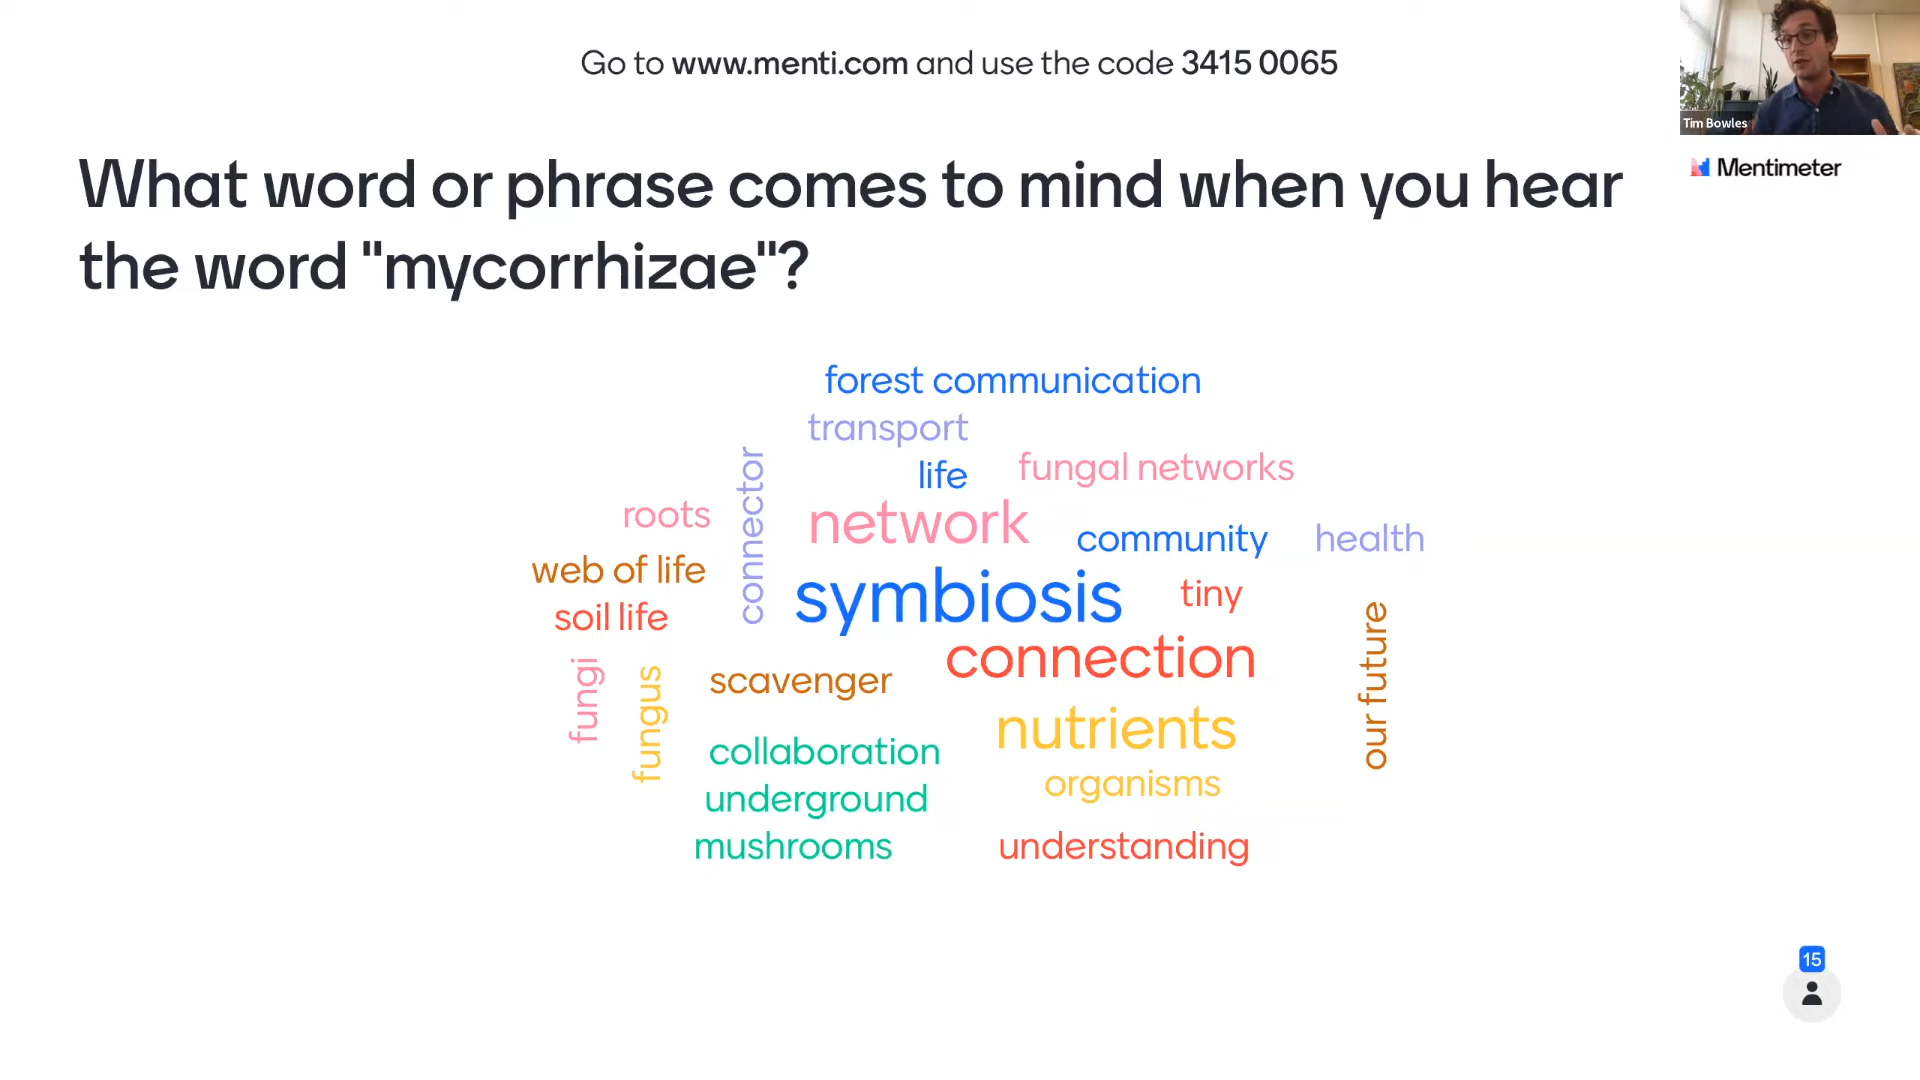 Go to www.menti.com and use the code 3415 0065
Tim Bowles
Mentimeter
What word or phrase comes to mind when you hear
the word "mycorrhizae"?
forest communication
transport
life
fungal networks
connector
roots
network
community
health
web of life
symbiosis
tiny
soil life
connection
our future
fungi
fungus
scavenger
nutrients
collaboration
organisms
underground
mushrooms
understanding
15